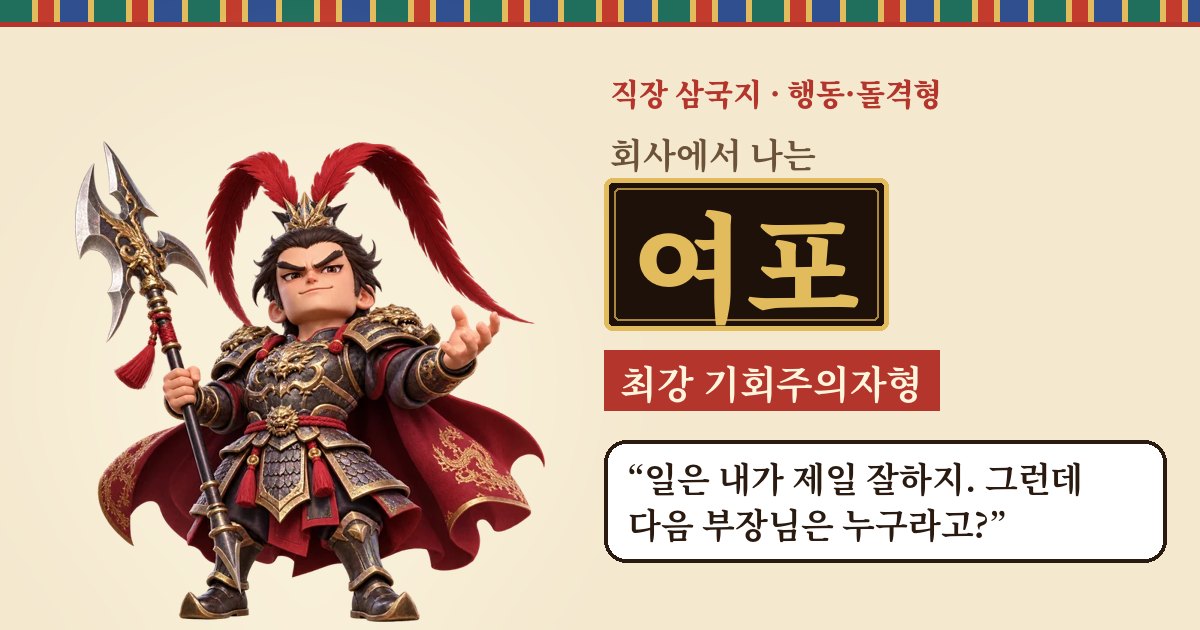 직장 삼국지 · 행동·돌격형
회사에서 나는
여포
최강 기회주의자형
“일은 내가 제일 잘하지. 그런데
다음 부장님은 누구라고?”